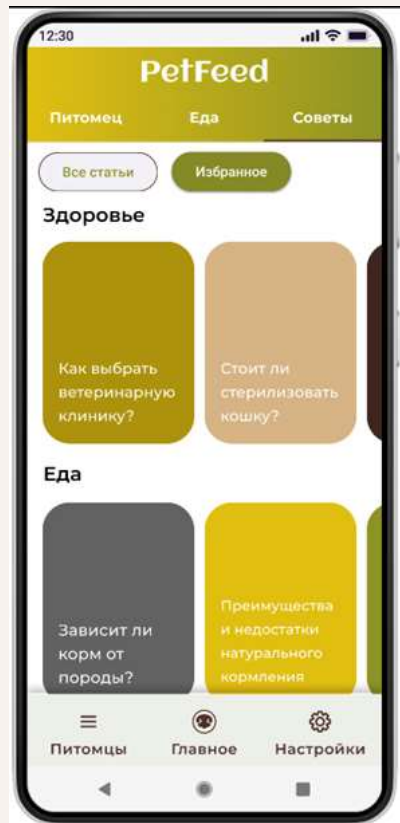 12:30
PetFeed
Питомец Еда Советы
Все статьи Избранное
Здоровье
Как выбрать
ветеринарную
клинику?
Стоит ли
стерилизовать
кошку?
Еда
Зависит ли
корм от
породы?
Преимущества
и недостатки
натурального
кормления
Питомцы Главное Настройки